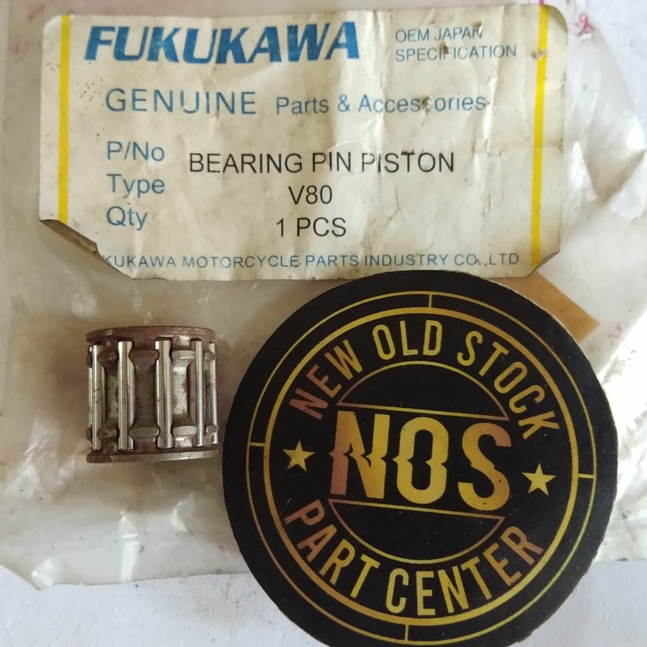 FUKUKAWA
OEM JAPAN
SPECIFICATION
GENUINE Parts & Accessories
P/No BEARING PIN PISTON
Type V80
Qty 1 PCS
KUKAWA MOTORCYCLE PARTS INDUSTRY CO.,LTD.
NEW OLD STOCK
NOS
PART CENTER